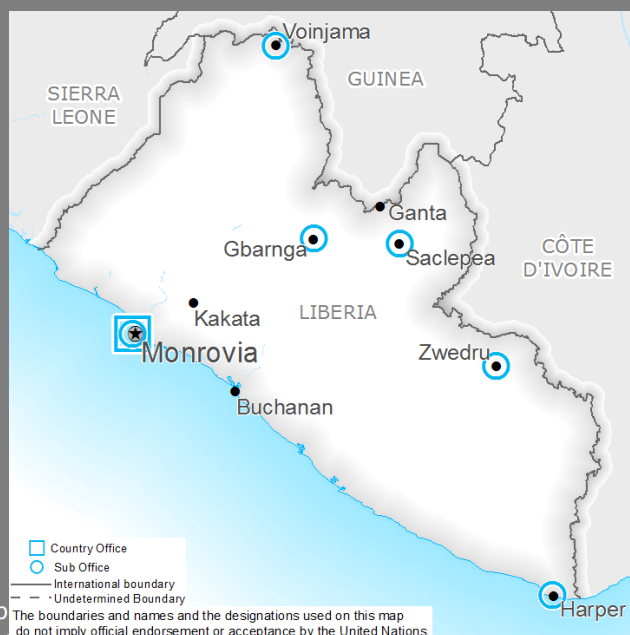 Voinjama
GUINEA
SIERRA
LEONE
Ganta
Gbarnga
Saclepea
CÔTE
D'IVOIRE
Kakata
LIBERIA
Monrovia
Zwedru
Buchanan
Country Office
Sub Office
International boundary
Undetermined Boundary
Harper
The boundaries and names and the designations used on this map
do not imply official endorsement or acceptance by the United Nations